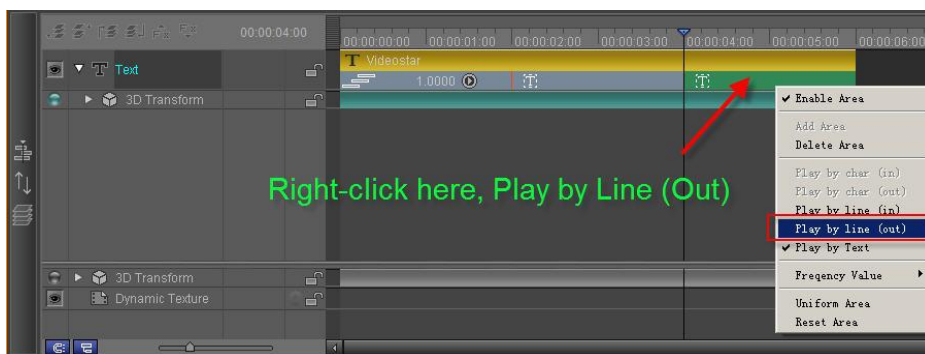 00:00:04:00
00:00:00:00 00:00:01:00 00:00:02:00 00:00:03:00 00:00:04:00 00:00:05:00 00:00:06:00
T Videostar
T Text
1.0000 T T
3D Transform
✔ Enable Area
Add Area
Delete Area
Play by char (in)
Play by char (out)
Play by line (in)
Play by line (out)
✔ Play by Text
Freqency Value
Uniform Area
Reset Area
Right-click here, Play by Line (Out)
3D Transform
Dynamic Texture